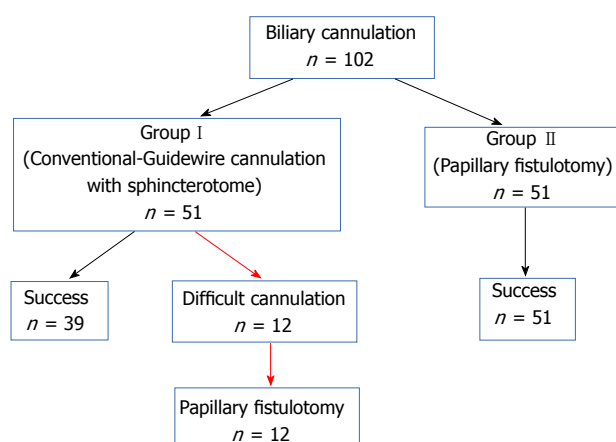 Biliary cannulation
n = 102
Group Ⅰ
(Conventional-Guidewire cannulation
with sphincterotome)
n = 51
Group Ⅱ
(Papillary fistulotomy)
n = 51
Success
n = 39
Difficult cannulation
n = 12
Success
n = 51
Papillary fistulotomy
n = 12